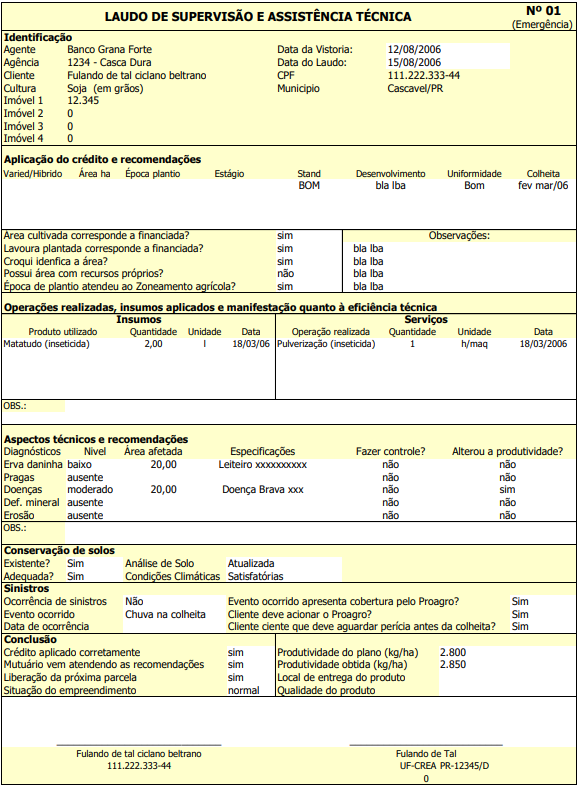 LAUDO DE SUPERVISÃO E ASSISTÊNCIA TÉCNICA Nº 01
(Emergência)
Identificação
Agente Banco Grana Forte Data da Vistoria: 12/08/2006
Agência 1234 - Casca Dura Data do Laudo: 15/08/2006
Cliente Fulando de tal ciclano beltrano CPF 111.222.333-44
Cultura Soja (em grãos) Municipio Cascavel/PR
Imóvel 1 12.345
Imóvel 2 0
Imóvel 3 0
Imóvel 4 0
Aplicação do crédito e recomendações
Varied/Hibrido Área ha Época plantio Estágio Stand Desenvolvimento Uniformidade Colheita
BOM bla lba Bom fev mar/06
Área cultivada corresponde a financiada? sim Observações:
Lavoura plantada corresponde a financiada? sim bla lba
Croqui idenfica a área? sim bla lba
Possui área com recursos próprios? não bla lba
Época de plantio atendeu ao Zoneamento agrícola? sim bla lba
Operações realizadas, insumos aplicados e manifestação quanto à eficiência técnica
Insumos Serviços
Produto utilizado Quantidade Unidade Data Operação realizada Quantidade Unidade Data
Matatudo (inseticida) 2,00 l 18/03/06 Pulverização (inseticida) 1 h/maq 18/03/2006
OBS.:
Aspectos técnicos e recomendações
Diagnósticos Nivel Área afetada Especificações Fazer controle? Alterou a produtividade?
Erva daninha baixo 20,00 Leiteiro xxxxxxxxxx não não
Pragas ausente não não
Doenças moderado 20,00 Doença Brava xxx não sim
Def. mineral ausente não não
Erosão ausente não não
OBS.:
Conservação de solos
Existente? Sim Análise de Solo Atualizada
Adequada? Sim Condições Climáticas Satisfatórias
Sinistros
Ocorrência de sinistros Não Evento ocorrido apresenta cobertura pelo Proagro? Sim
Evento ocorrido Chuva na colheita Cliente deve acionar o Proagro? Sim
Data de ocorrência Cliente ciente que deve aguardar perícia antes da colheita? Sim
Conclusão
Crédito aplicado corretamente sim Produtividade do plano (kg/ha) 2.800
Mutuário vem atendendo as recomendações sim Produtividade obtida (kg/ha) 2.850
Liberação da próxima parcela sim Local de entrega do produto
Situação do empreendimento normal Qualidade do produto
Fulando de tal ciclano beltrano Fulando de Tal
111.222.333-44 UF-CREA PR-12345/D
0